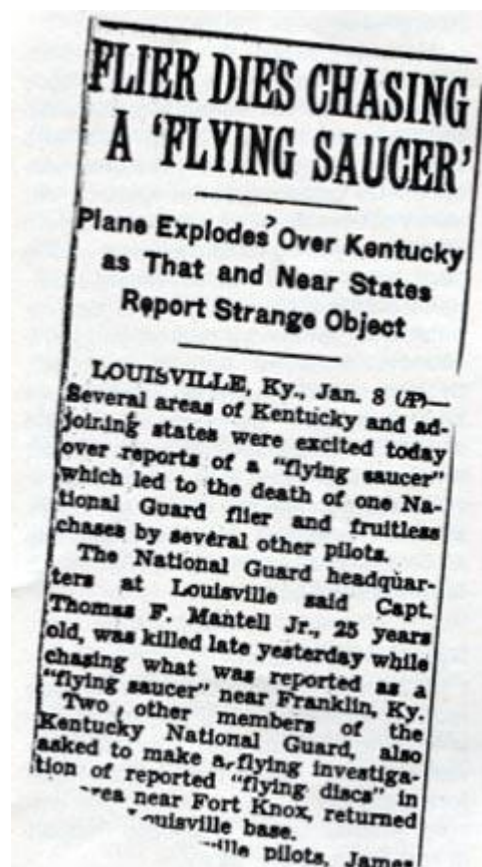 FLIER DIES CHASING
A 'FLYING SAUCER'
Plane Explodes Over Kentucky
as That and Near States
Report Strange Object
LOUISVILLE, Ky., Jan. 8 (AP)—
Several areas of Kentucky and ad-
joining states were excited today
over reports of a "flying saucer"
which led to the death of one Na-
tional Guard flier and fruitless
chases by several other pilots.
The National Guard headquar-
ters at Louisville said Capt.
Thomas F. Mantell Jr., 25 years
old, was killed late yesterday while
chasing what was reported as a
"flying saucer" near Franklin, Ky.
Two other members of the
Kentucky National Guard, also
asked to make a flying investiga-
tion of reported "flying discs" in
area near Fort Knox, returned
Louisville base.
pilots, James